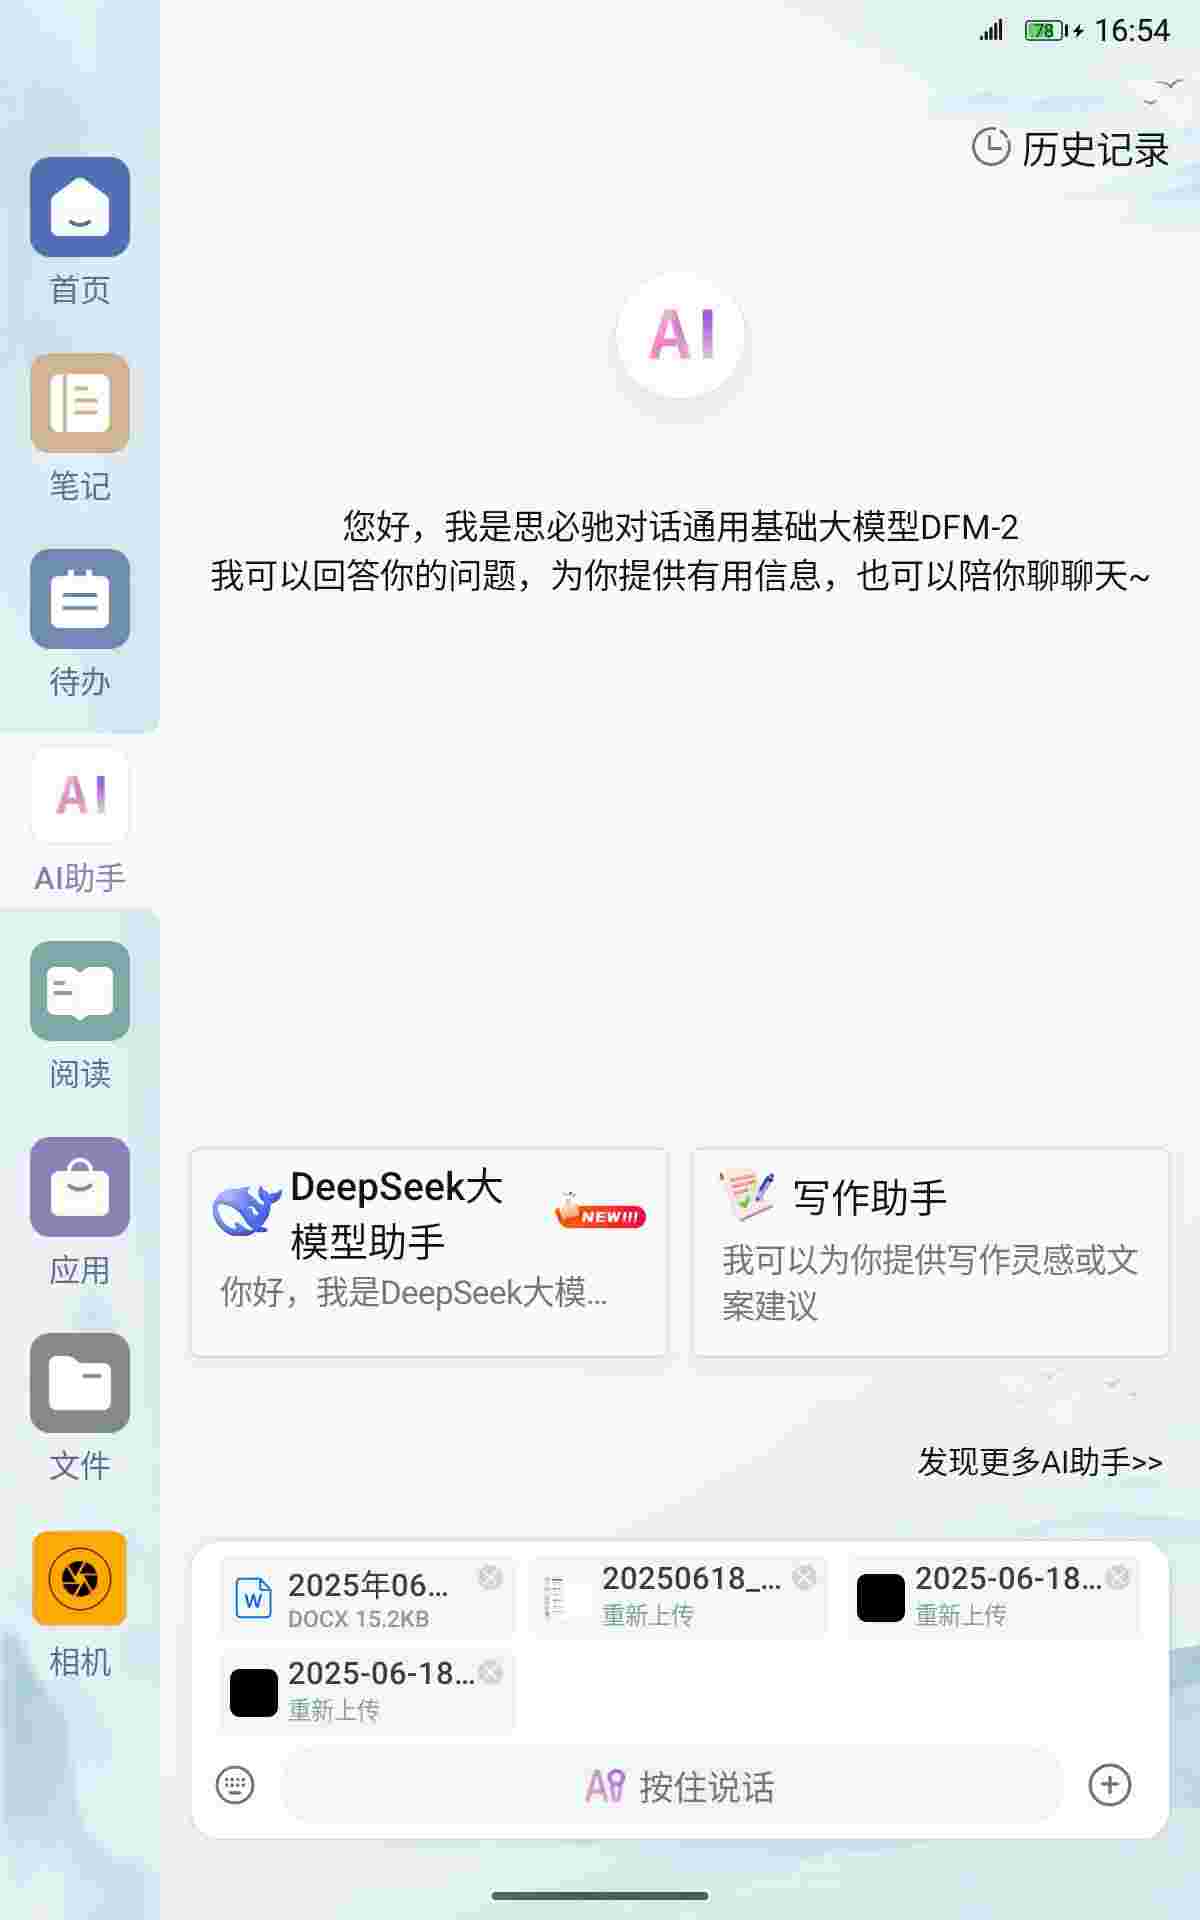 78 16:54
历史记录
首页
笔记
待办
AI
AI助手
阅读
应用
文件
相机
AI
您好，我是思必驰对话通用基础大模型DFM-2
我可以回答你的问题，为你提供有用信息，也可以陪你聊聊天~
DeepSeek大
模型助手
NEW!!!
你好，我是DeepSeek大模...
写作助手
我可以为你提供写作灵感或文
案建议
发现更多AI助手>>
W
2025年06...
DOCX 15.2KB
20250618_...
重新上传
2025-06-18...
重新上传
2025-06-18...
重新上传
按住说话